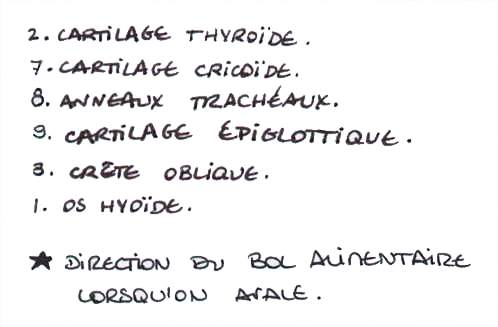 2. CARTILAGE THYROÏDE.
7. CARTILAGE CRICOÏDE.
8. ANNEAUX TRACHÉAUX.
9. CARTILAGE ÉPIGLOTTIQUE.
3. CRÊTE OBLIQUE.
1. OS HYOÏDE.
★ DIRECTION DU BOL ALIMENTAIRE
LORSQU'ON AVALE.